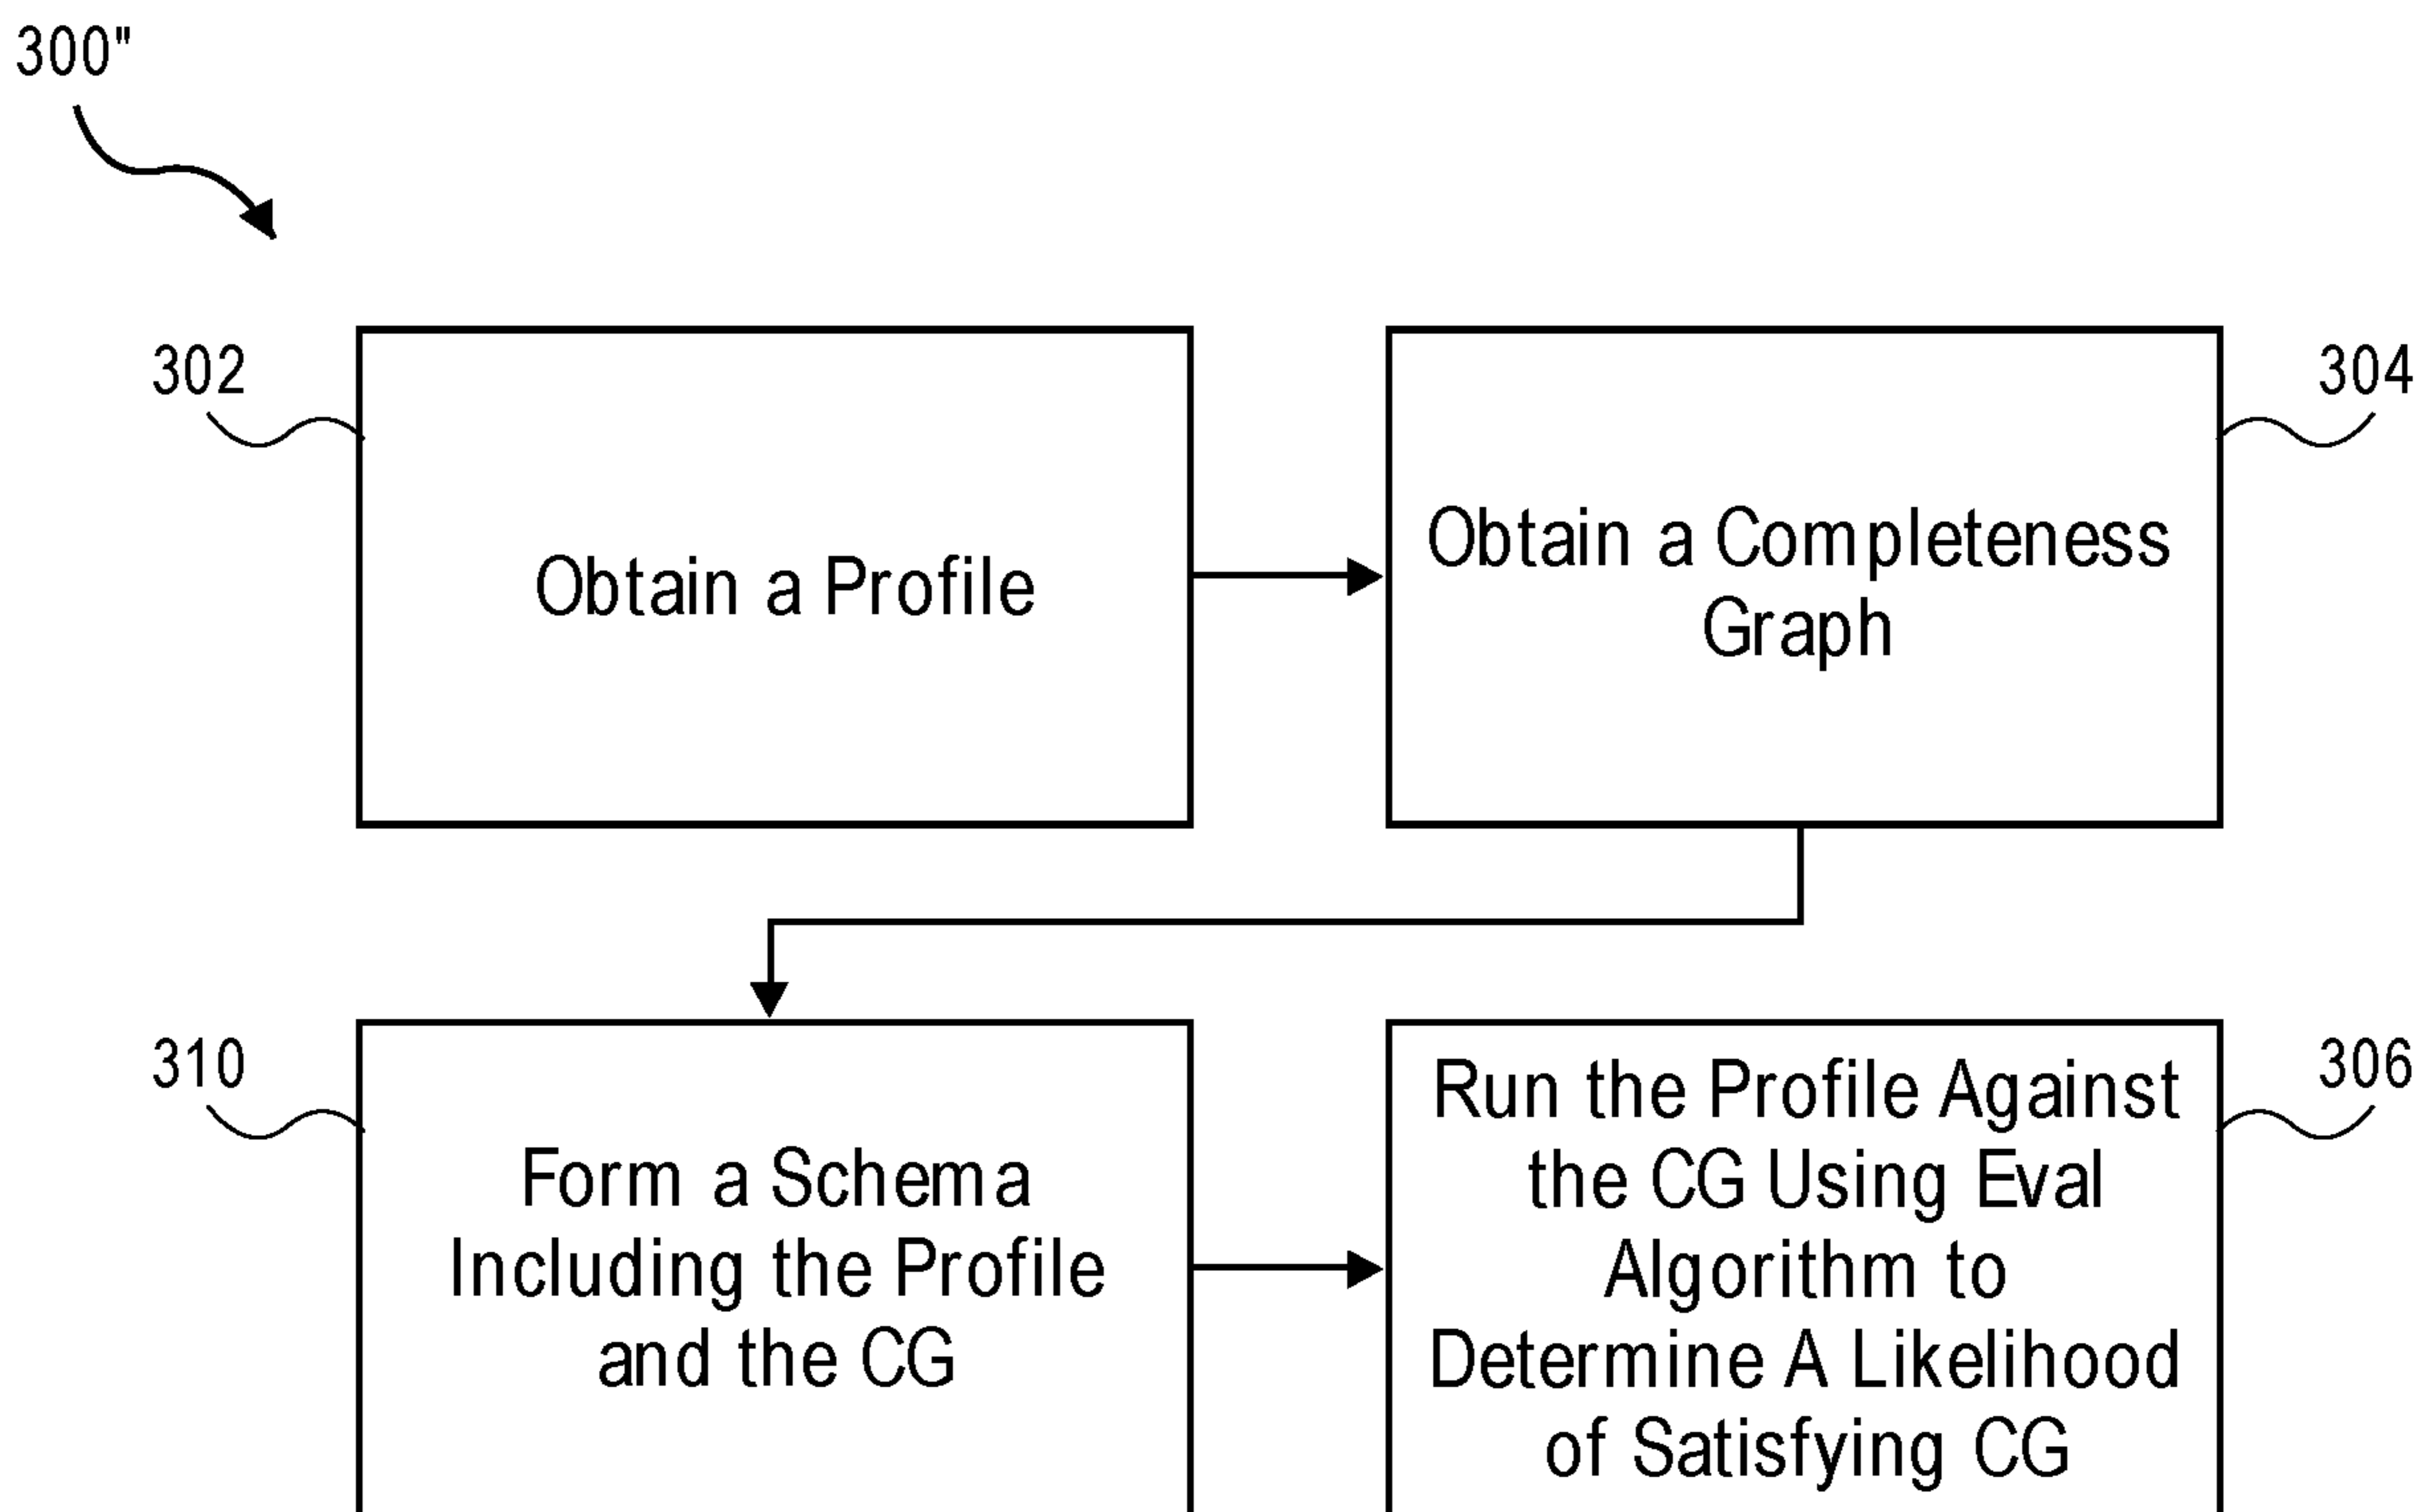 300"
302
Obtain a Profile
304
Obtain a Completeness
Graph
310
Form a Schema
Including the Profile
and the CG
306
Run the Profile Against
the CG Using Eval
Algorithm to
Determine A Likelihood
of Satisfying CG